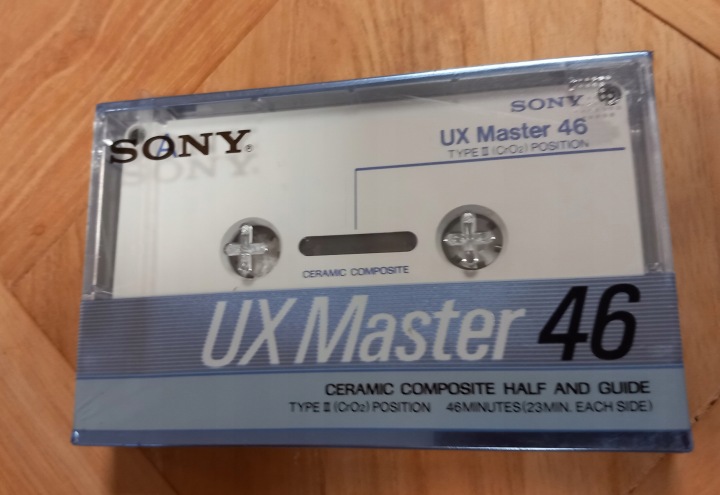 SONY®
SONY
UX Master 46
TYPE II (CrO2) POSITION
A
CERAMIC COMPOSITE
UX Master 46
CERAMIC COMPOSITE HALF AND GUIDE
TYPE II (CrO2) POSITION 46MINUTES(23MIN. EACH SIDE)